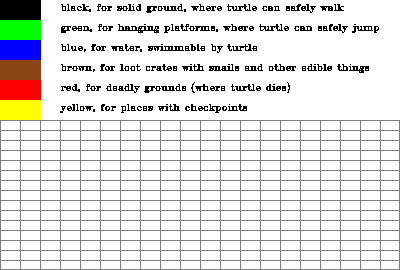 black, for solid ground, where turtle can safely walk
green, for hanging platforms, where turtle can safely jump
blue, for water, swimmable by turtle
brown, for loot crates with snails and other edible things
red, for deadly grounds (where turtle dies)
yellow, for places with checkpoints